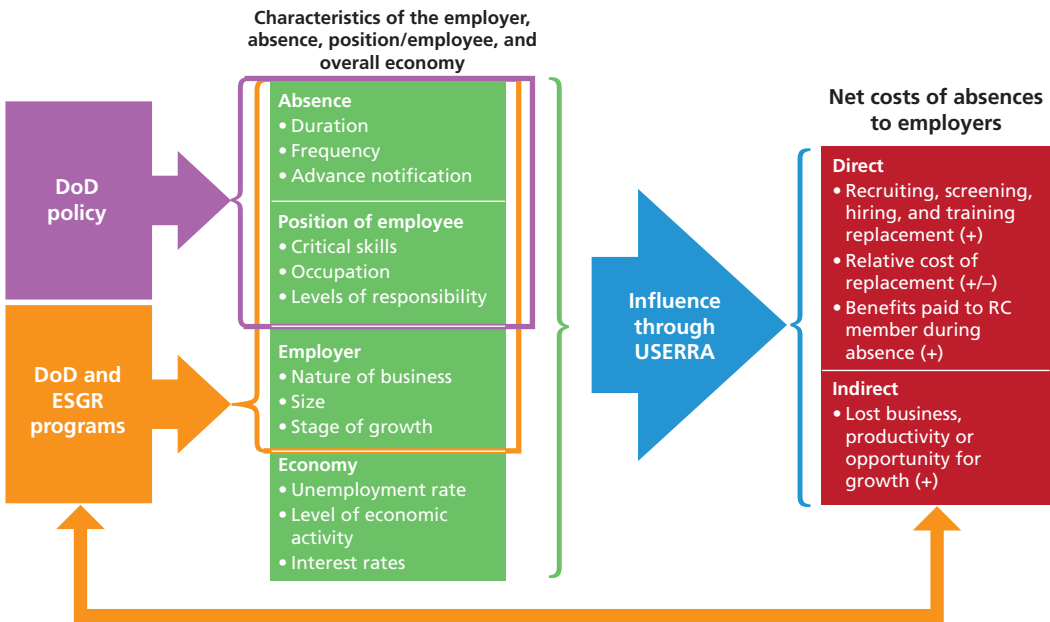 Characteristics of the employer,
absence, position/employee, and
overall economy
DoD
policy
DoD and
ESGR
programs
Absence
• Duration
• Frequency
• Advance notification
Position of employee
• Critical skills
• Occupation
• Levels of responsibility
Employer
• Nature of business
• Size
• Stage of growth
Economy
• Unemployment rate
• Level of economic
activity
• Interest rates
Influence
through
USERRA
Net costs of absences
to employers
Direct
• Recruiting, screening,
hiring, and training
replacement (+)
• Relative cost of
replacement (+/–)
• Benefits paid to RC
member during
absence (+)
Indirect
• Lost business,
productivity or
opportunity for
growth (+)